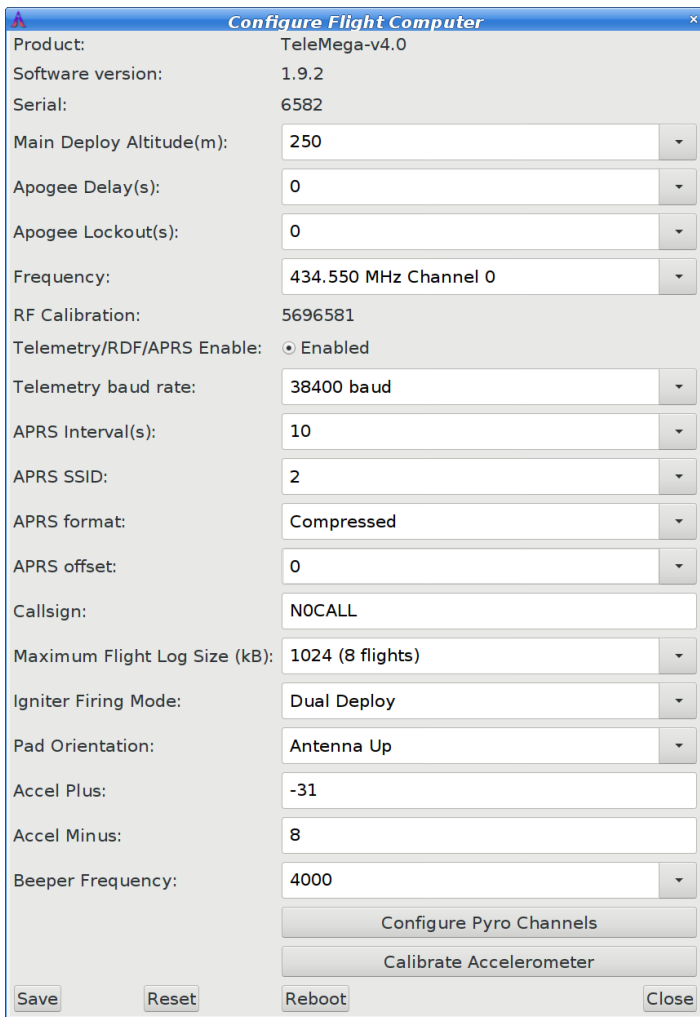 Configure Flight Computer
Product: TeleMega-v4.0
Software version: 1.9.2
Serial: 6582
Main Deploy Altitude(m): 250
Apogee Delay(s): 0
Apogee Lockout(s): 0
Frequency: 434.550 MHz Channel 0
RF Calibration: 5696581
Telemetry/RDF/APRS Enable: Enabled
Telemetry baud rate: 38400 baud
APRS Interval(s): 10
APRS SSID: 2
APRS format: Compressed
APRS offset: 0
Callsign: N0CALL
Maximum Flight Log Size (kB): 1024 (8 flights)
Igniter Firing Mode: Dual Deploy
Pad Orientation: Antenna Up
Accel Plus: -31
Accel Minus: 8
Beeper Frequency: 4000
Configure Pyro Channels
Calibrate Accelerometer
Save Reset Reboot Close